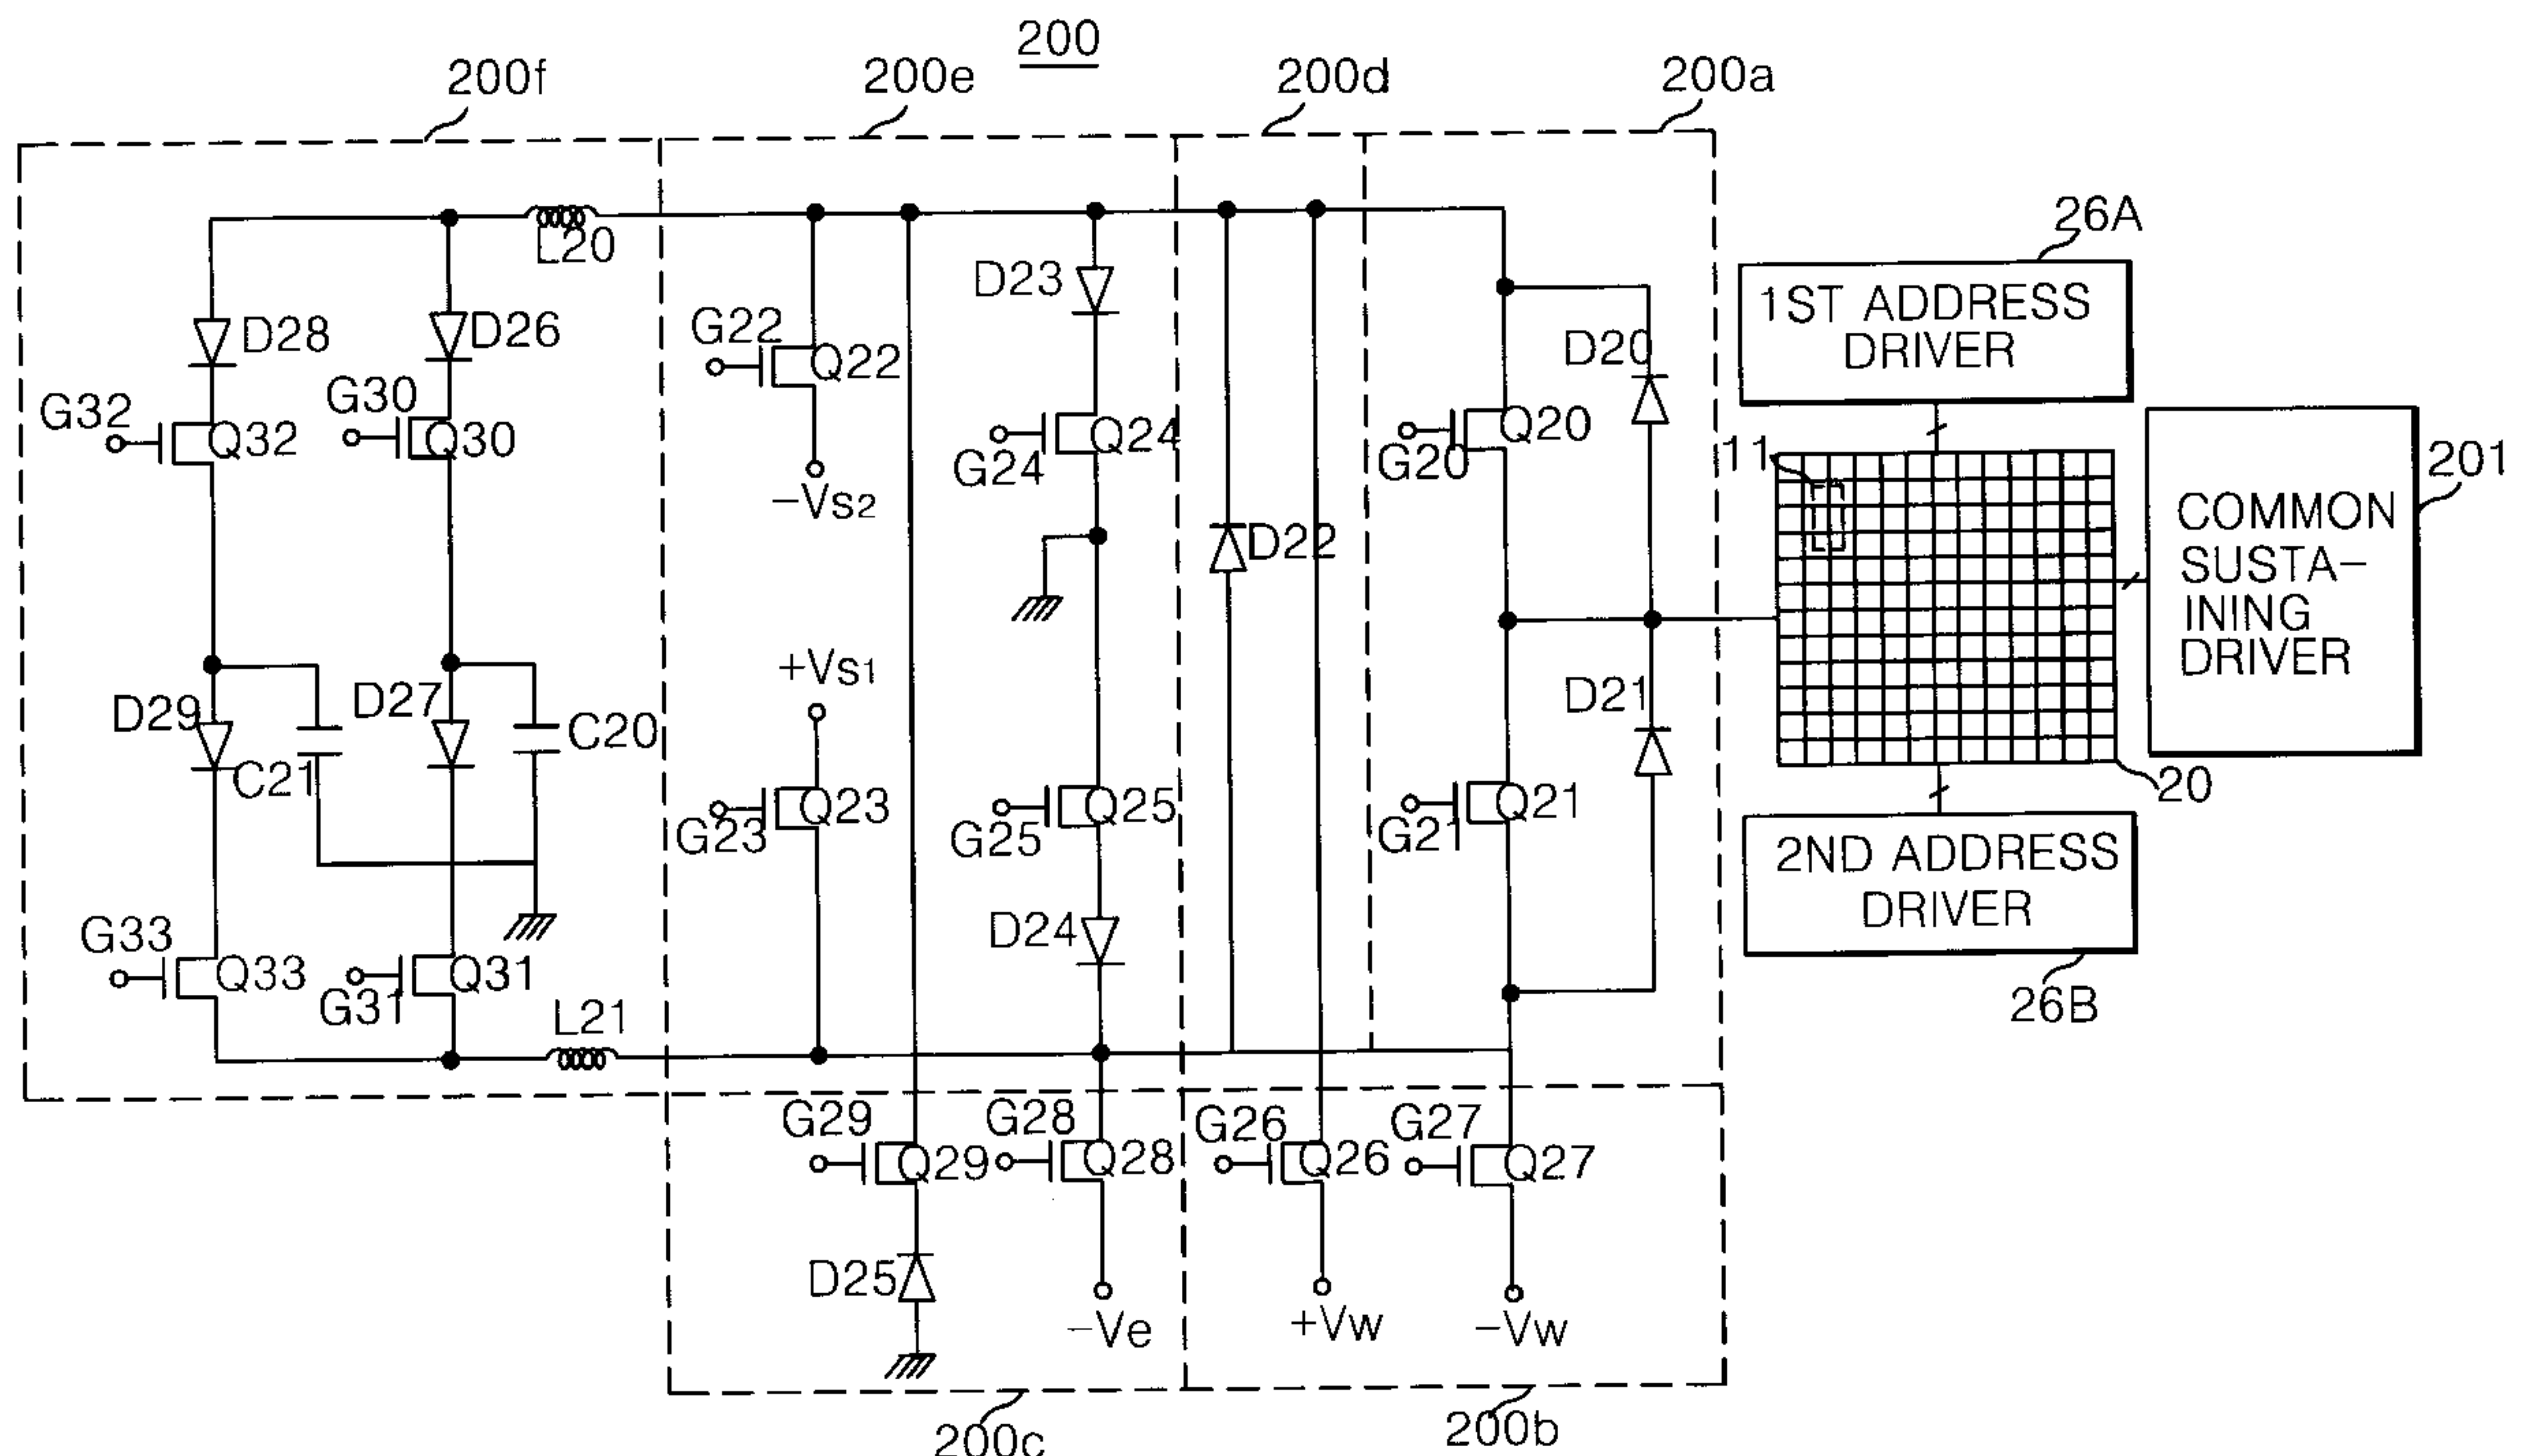 200
200f
200e
200d
200a
L20
26A
D23
1ST ADDRESS
DRIVER
D28
D26
G22
Q22
D20
G32
Q32
G30
Q30
G24
Q24
G20
Q20
11
201
-Vs2
COMMON
SUSTA-
INING
DRIVER
D22
+Vs1
D29
C21
D27
C20
D21
G23
Q23
G25
Q25
G21
Q21
20
2ND ADDRESS
DRIVER
G33
Q33
G31
Q31
D24
26B
L21
G29
Q29
G28
Q28
G26
Q26
G27
Q27
D25
-Ve
+Vw
-Vw
200c
200b